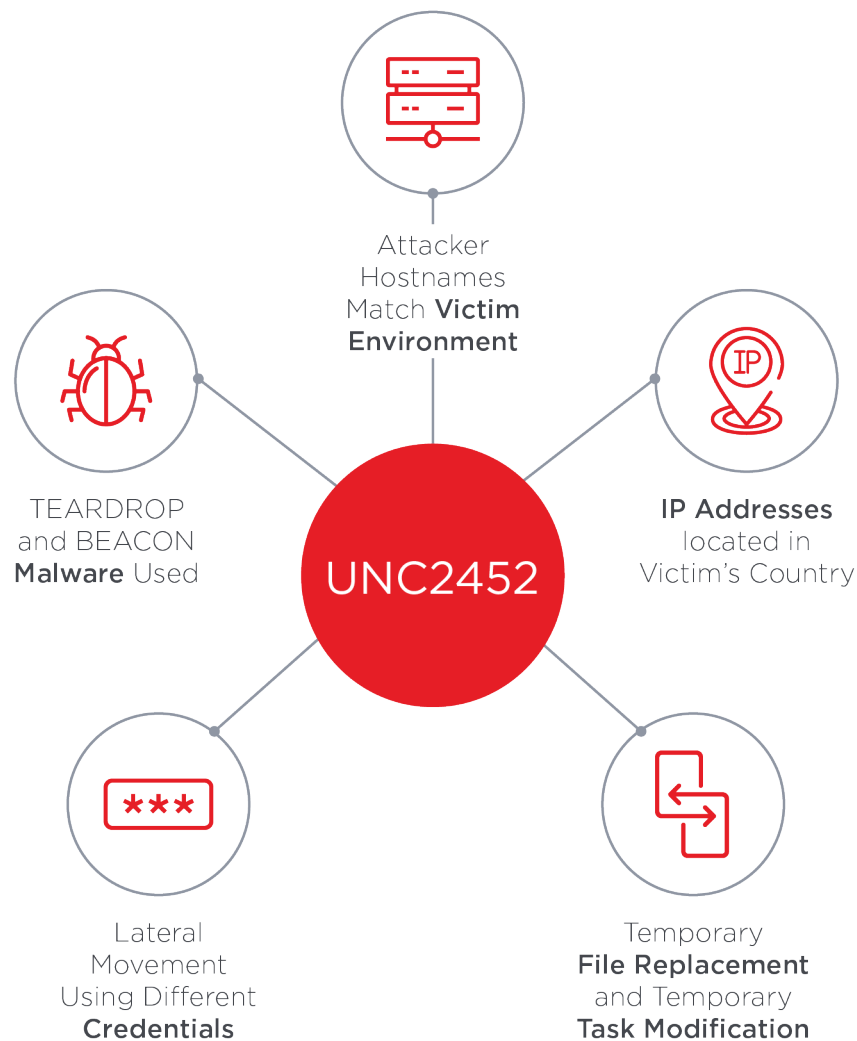 Attacker
Hostnames
Match Victim
Environment
IP
IP Addresses
located in
Victim's Country
TEARDROP
and BEACON
Malware Used
UNC2452
***
Lateral
Movement
Using Different
Credentials
Temporary
File Replacement
and Temporary
Task Modification